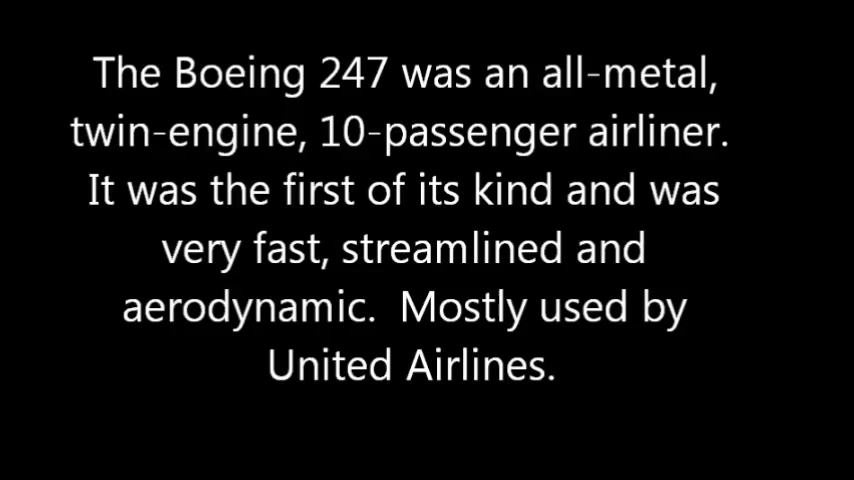 The Boeing 247 was an all-metal,
twin-engine, 10-passenger airliner.
It was the first of its kind and was
very fast, streamlined and
aerodynamic.  Mostly used by
United Airlines.